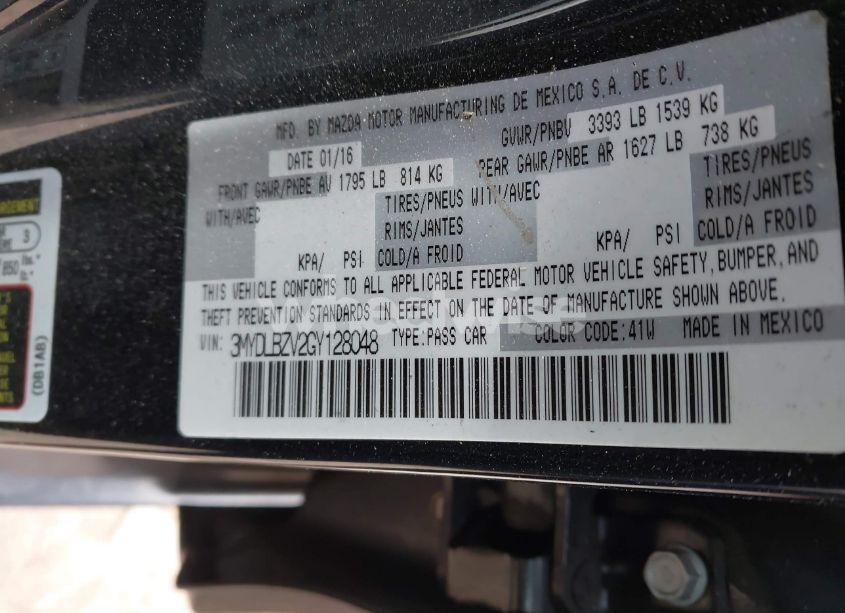 MFD. BY MAZDA MOTOR MANUFACTURING DE MEXICO S.A. DE C.V.
DATE 01/16 GVWR/PNBV 3393 LB 1539 KG
FRONT GAWR/PNBE AV 1795 LB 814 KG REAR GAWR/PNBE AR 1627 LB 738 KG
WITH/AVEC TIRES/PNEUS WITH/AVEC TIRES/PNEUS
RIMS/JANTES RIMS/JANTES
KPA/ PSI COLD/A FROID KPA/ PSI COLD/A FROID
THIS VEHICLE CONFORMS TO ALL APPLICABLE FEDERAL MOTOR VEHICLE SAFETY, BUMPER, AND
THEFT PREVENTION STANDARDS IN EFFECT ON THE DATE OF MANUFACTURE SHOWN ABOVE.
VIN: 3MYDLBZV2GY128048 TYPE:PASS CAR COLOR CODE:41W MADE IN MEXICO
3
850 lbs.
(DB1AB)